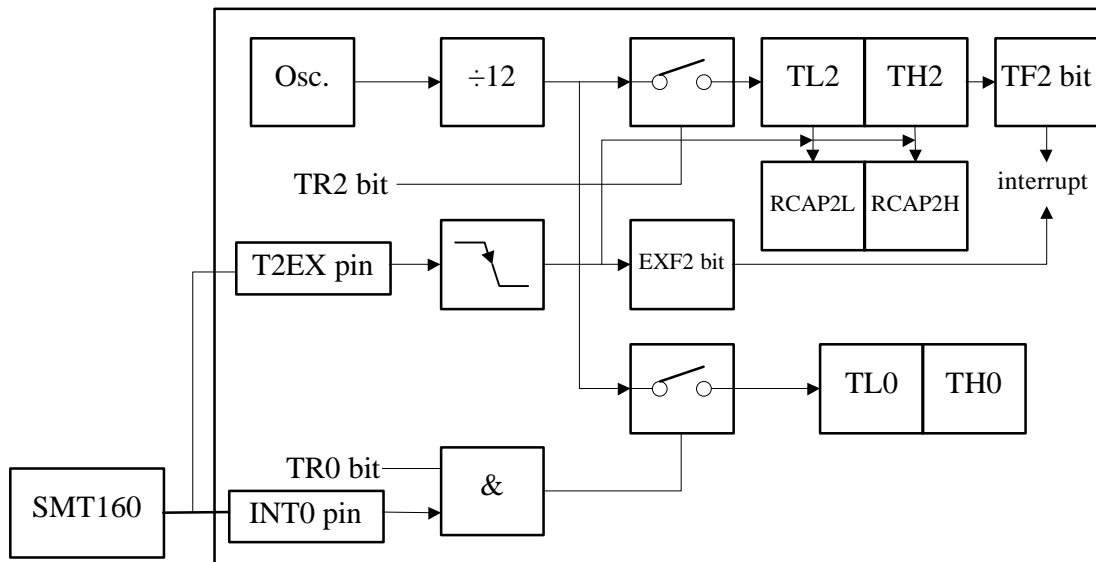 Osc.
÷12
TL2
TH2
TF2 bit
TR2 bit
RCAP2L
RCAP2H
interrupt
T2EX pin
EXF2 bit
TL0
TH0
TR0 bit
&
SMT160
INT0 pin